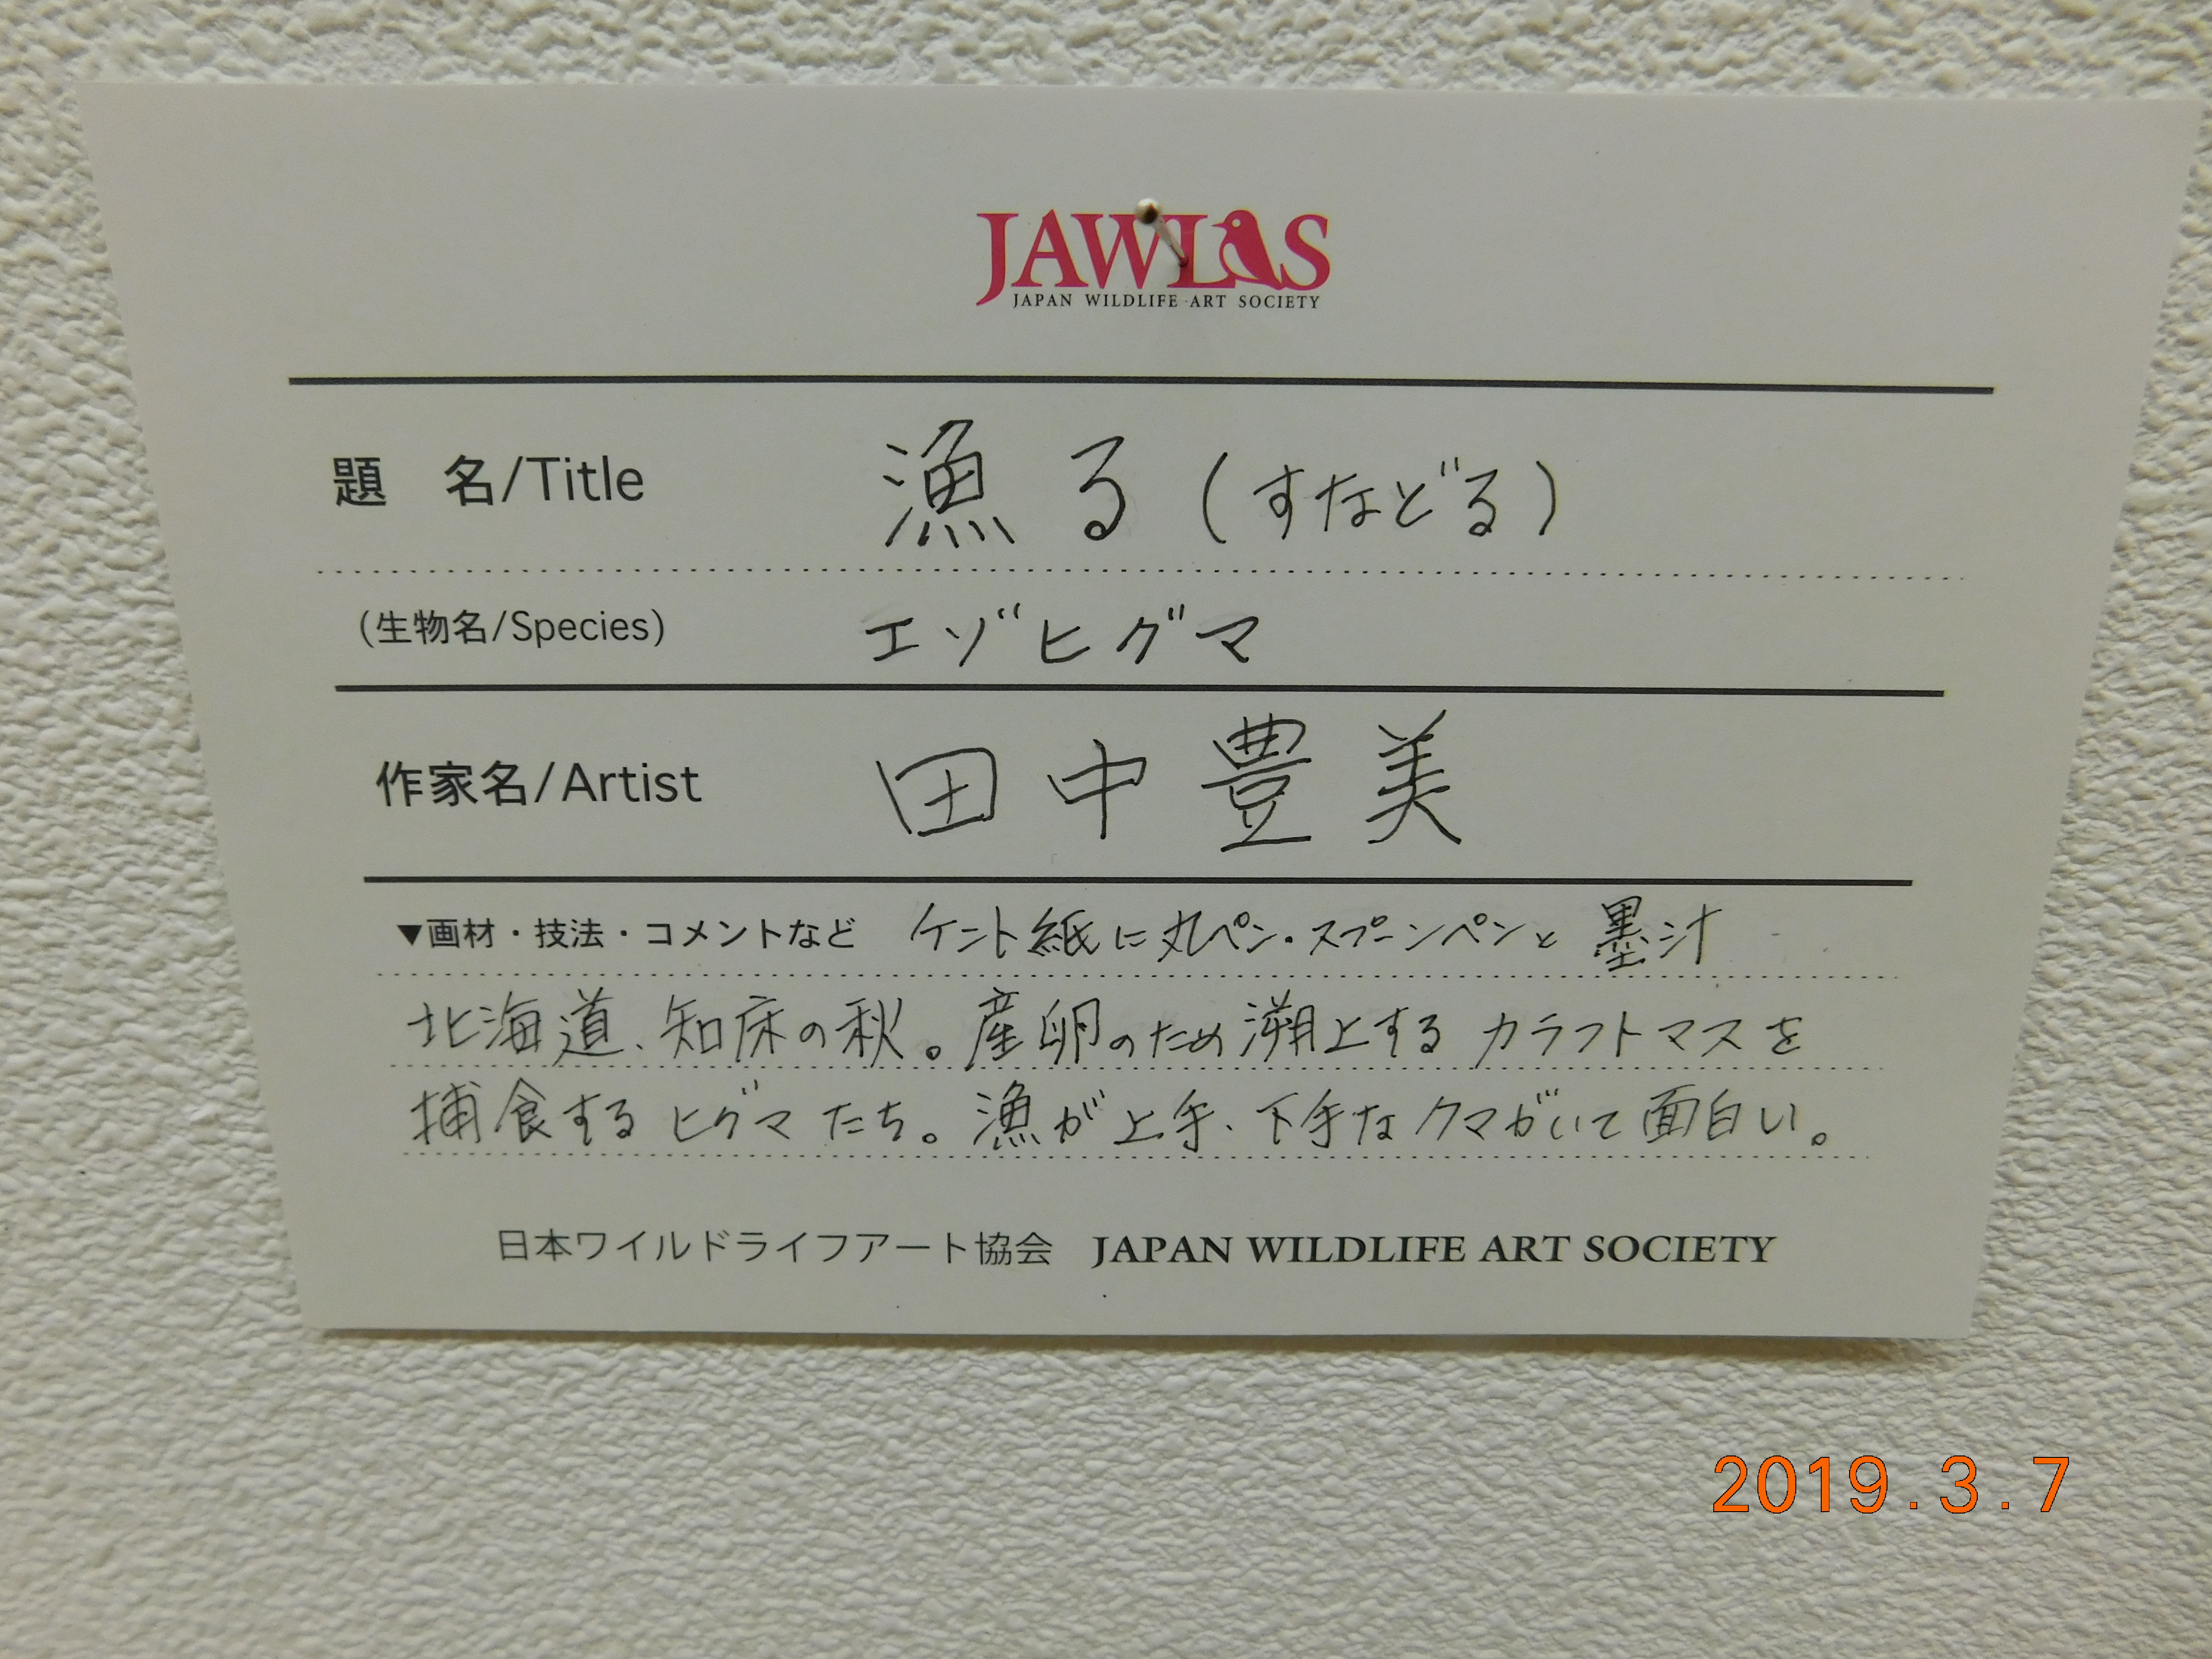 JAWLAS
JAPAN WILDLIFE ART SOCIETY
題 名/Title 漁る(すなどる)
(生物名/Species) エゾヒグマ
作家名/Artist 田中豊美
▼画材・技法・コメントなど ケント紙に丸ペン・スプーンペンと墨汁
北海道、知床の秋。産卵のため溯上するカラフトマスを
捕食するヒグマたち。漁が上手、下手なクマがいて面白い。
日本ワイルドライフアート協会 JAPAN WILDLIFE ART SOCIETY
2019.3.7